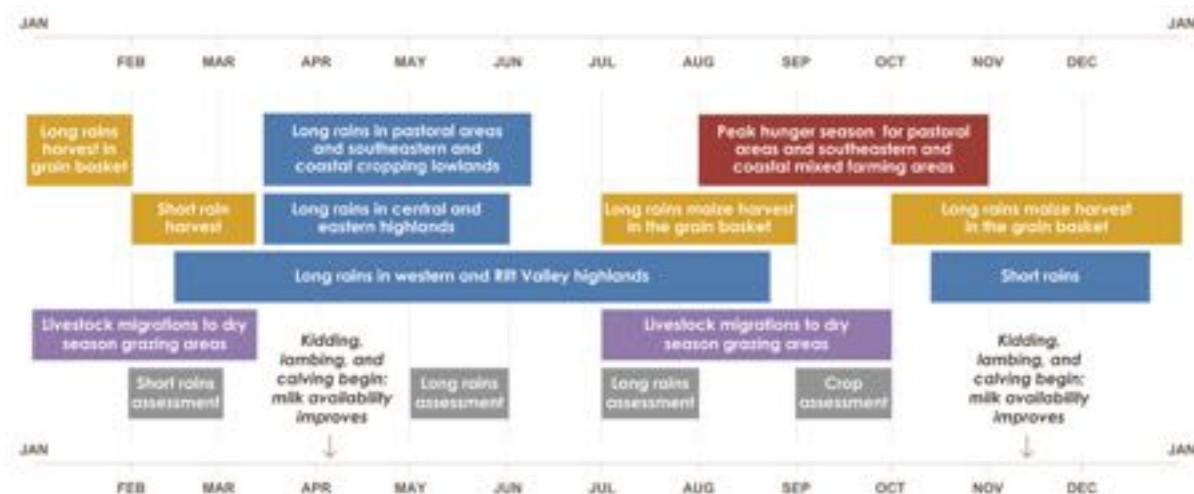 JAN JAN
FEB MAR APR MAY JUN JUL AUG SEP OCT NOV DEC
Long rains
harvest in
grain basket
Long rains in pastoral areas
and southeastern and
coastal cropping lowlands
Peak hunger season for pastoral
areas and southeastern and
coastal mixed farming areas
Short rain
harvest
Long rains in central and
eastern highlands
Long rains maize harvest
in the grain basket
Long rains maize harvest
in the grain basket
Long rains in western and Rift Valley highlands
Short rains
Livestock migrations to dry
season grazing areas
Livestock migrations to dry
season grazing areas
Short rains
assessment
Kidding,
lambing, and
calving begin;
milk availability
improves
Long rains
assessment
Long rains
assessment
Crop
assessment
Kidding,
lambing, and
calving begin;
milk availability
improves
JAN JAN
FEB MAR APR MAY JUN JUL AUG SEP OCT NOV DEC